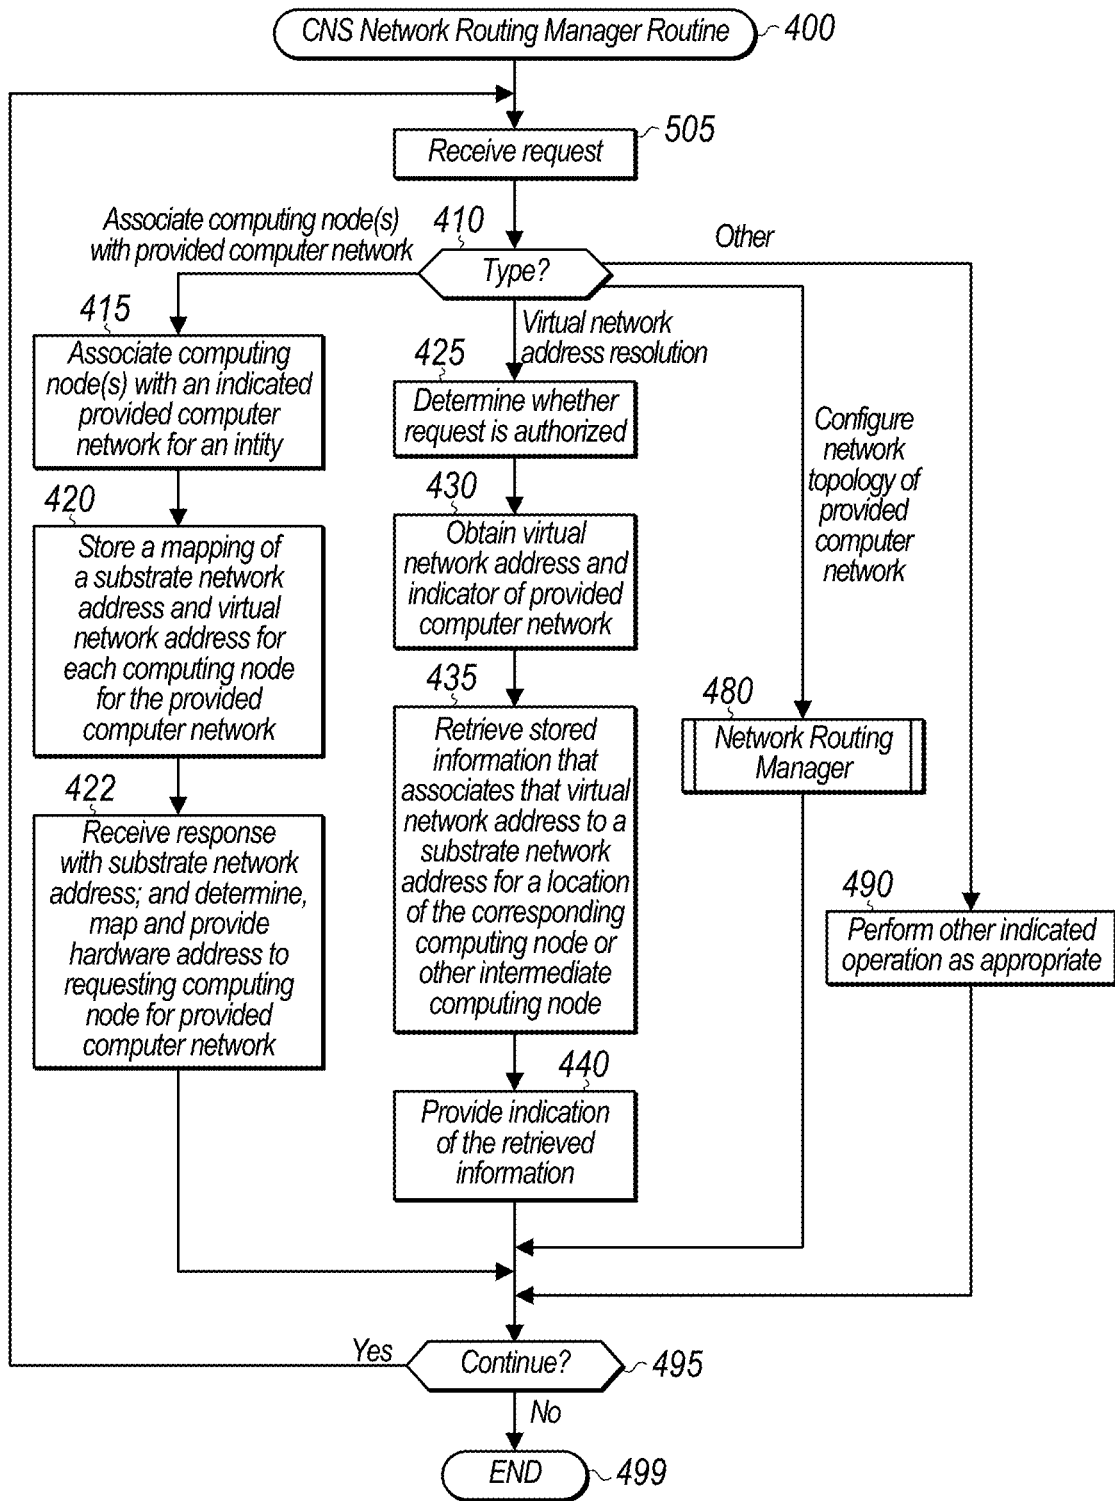 CNS Network Routing Manager Routine
400
505
Receive request
Associate computing node(s)
with provided computer network
410
Type?
Other
415
Associate computing
node(s) with an indicated
provided computer
network for an intity
Virtual network
address resolution
425
Determine whether
request is authorized
Configure
network
topology of
provided
computer
network
420
Store a mapping of
a substrate network
address and virtual
network address for
each computing node
for the provided
computer network
430
Obtain virtual
network address and
indicator of provided
computer network
435
Retrieve stored
information that
associates that virtual
network address to a
substrate network
address for a location
of the corresponding
computing node or
other intermediate
computing node
480
Network Routing
Manager
422
Receive response
with substrate network
address; and determine,
map and provide
hardware address to
requesting computing
node for provided
computer network
490
Perform other indicated
operation as appropriate
440
Provide indication
of the retrieved
information
Yes
Continue?
495
No
END
499